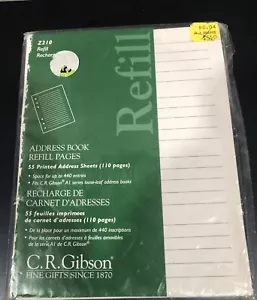 2310
Refill
Recharge
Refill
ADDRESS BOOK
REFILL PAGES
55 Printed Address Sheets (110 pages)
• Space for up to 440 entries
• Fits C.R. Gibson® A1 series loose-leaf address books
RECHARGE DE
CARNET D'ADRESSES
55 feuilles imprimées
de carnet d'adresses (110 pages)
• De la place pour un maximum de 440 inscriptions
• Pour les carnets d'adresses à feuilles amovibles
de la série A1 de C.R. Gibson®
C.R.Gibson®
FINE GIFTS SINCE 1870